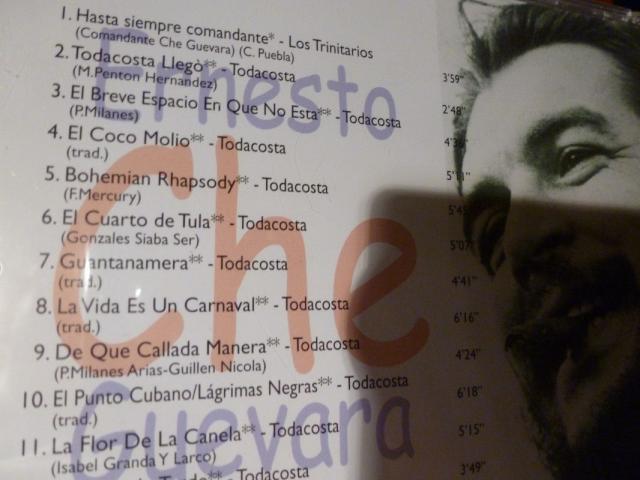 1. Hasta siempre comandante* - Los Trinitarios
(Comandante Che Guevara) (C. Puebla)
3'59"
2. Todacosta Llegò** - Todacosta
(M.Penton Hernandez)
2'48"
3. El Breve Espacio En Que No Esta** - Todacosta
(P.Milanes)
4. El Coco Molio** - Todacosta
(trad.)
5'11"
5. Bohemian Rhapsody** - Todacosta
(F.Mercury)
6. El Cuarto de Tula** - Todacosta
(Gonzales Siaba Ser)
5'07"
7. Guantanamera** - Todacosta
(trad.)
4'41"
8. La Vida Es Un Carnaval** - Todacosta
(trad.)
6'16"
9. De Que Callada Manera** - Todacosta
(P.Milanes Arias-Guillen Nicola)
4'24"
10. El Punto Cubano/Lágrimas Negras** - Todacosta
(trad.)
6'18"
11. La Flor De La Canela** - Todacosta
(Isabel Granda Y Larco)
5'15"
Todacosta
3'49"
Ernesto
Che
Guevara